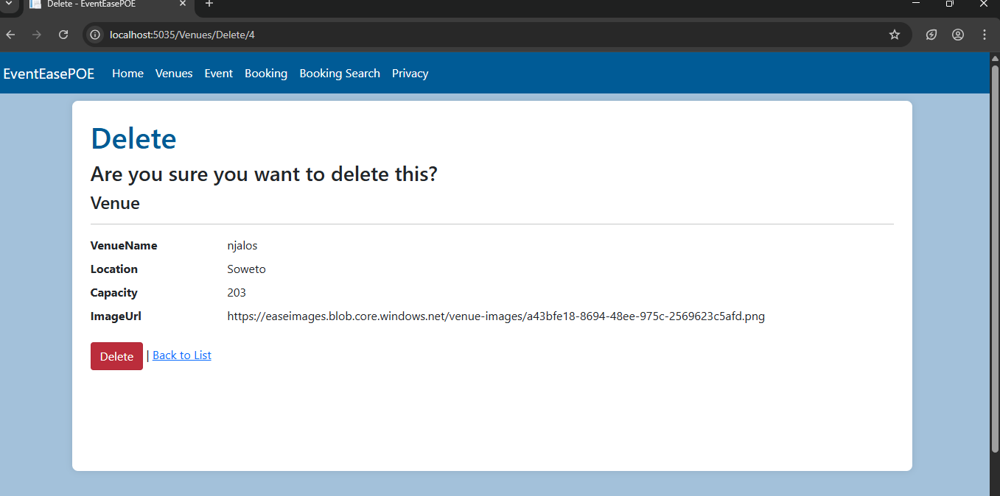 Delete - EventEasePOE
localhost:5035/Venues/Delete/4
EventEasePOE Home Venues Event Booking Booking Search Privacy
Delete
Are you sure you want to delete this?
Venue
VenueName njalos
Location Soweto
Capacity 203
ImageUrl https://easeimages.blob.core.windows.net/venue-images/a43bfe18-8694-48ee-975c-2569623c5afd.png
Delete | Back to List